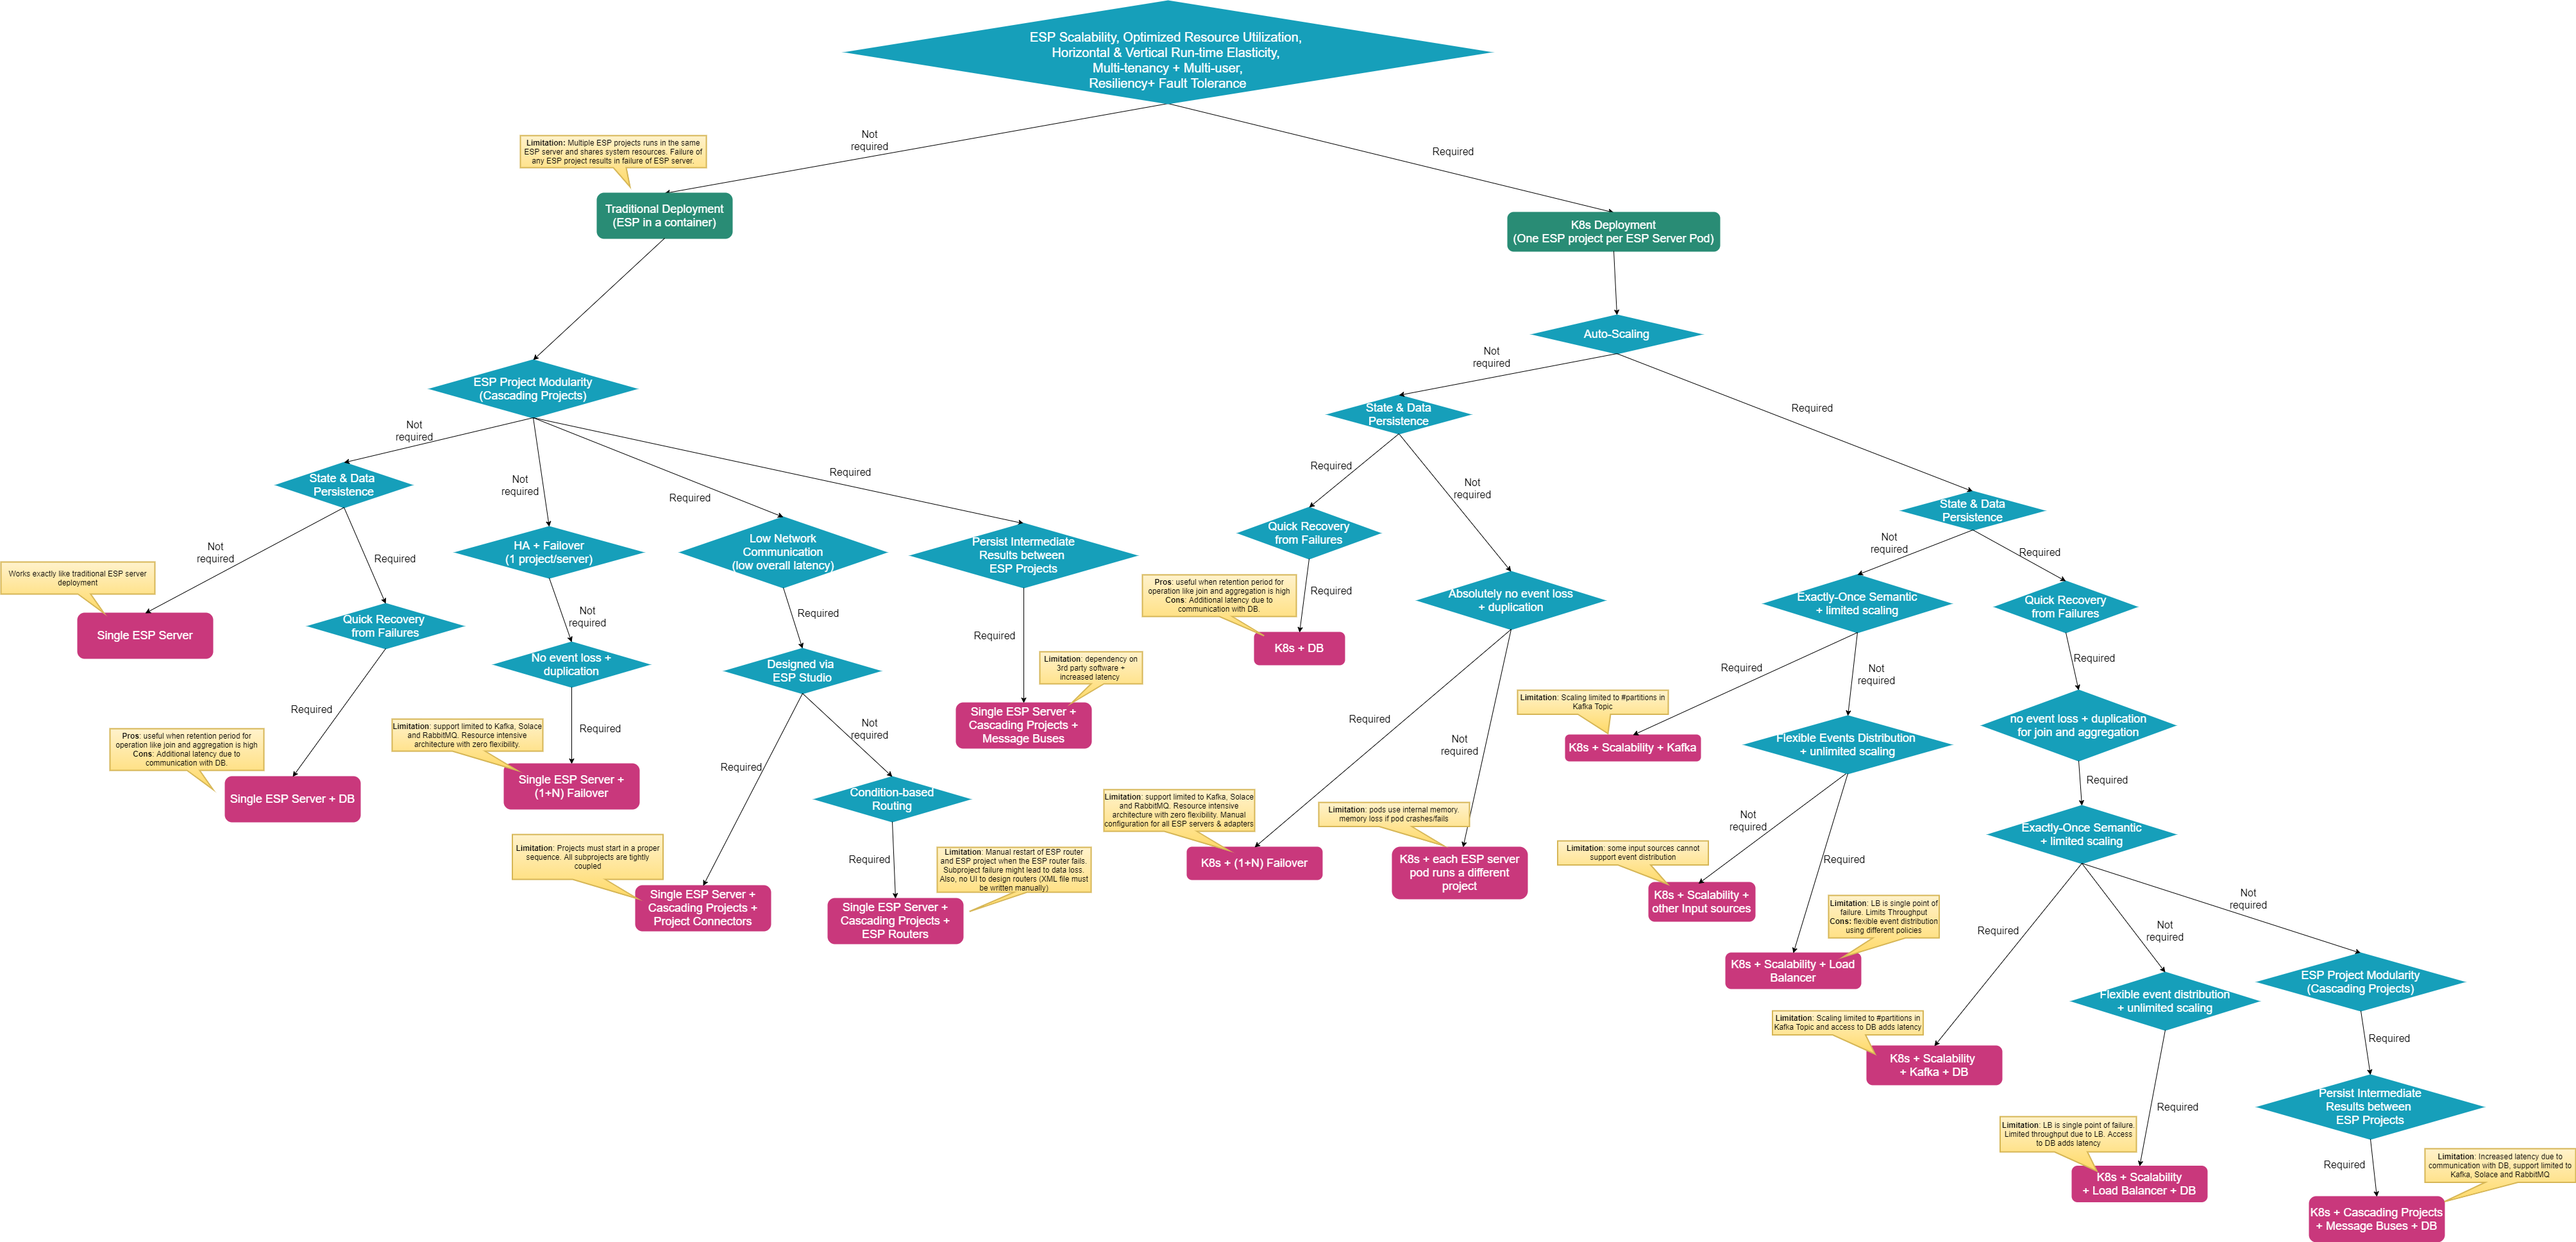 ESP Scalability, Optimized Resource Utilization,
Horizontal & Vertical Run-time Elasticity,
Multi-tenancy + Multi-user,
Resiliency+ Fault Tolerance
Not
required
Required
Limitation: Multiple ESP projects runs in the same
ESP server and shares system resources. Failure of
any ESP project results in failure of ESP server.
Traditional Deployment
(ESP in a container)
K8s Deployment
(One ESP project per ESP Server Pod)
Auto-Scaling
Not
required
Required
ESP Project Modularity
(Cascading Projects)
Not
required
Not
required
Required
Required
State & Data
Persistence
Not
required
Required
Works exactly like traditional ESP server
deployment
Single ESP Server
Quick Recovery
from Failures
Required
Pros: useful when retention period for
operation like join and aggregation is high
Cons: Additional latency due to
communication with DB.
Single ESP Server + DB
HA + Failover
(1 project/server)
Not
required
No event loss +
duplication
Required
Limitation: support limited to Kafka, Solace
and RabbitMQ. Resource intensive
architecture with zero flexibility.
Single ESP Server +
(1+N) Failover
Low Network
Communication
(low overall latency)
Required
Designed via
ESP Studio
Required
Not
required
Limitation: Projects must start in a proper
sequence. All subprojects are tightly
coupled
Single ESP Server +
Cascading Projects +
Project Connectors
Condition-based
Routing
Required
Limitation: Manual restart of ESP router
and ESP project when the ESP router fails.
Subproject failure might lead to data loss.
Also, no UI to design routers (XML file must
be written manually)
Single ESP Server +
Cascading Projects +
ESP Routers
Persist Intermediate
Results between
ESP Projects
Required
Limitation: dependency on
3rd party software +
increased latency
Single ESP Server +
Cascading Projects +
Message Buses
State & Data
Persistence
Required
Not
required
Quick Recovery
from Failures
Required
Pros: useful when retention period for
operation like join and aggregation is high
Cons: Additional latency due to
communication with DB.
K8s + DB
Absolutely no event loss
+ duplication
Required
Not
required
Limitation: support limited to Kafka, Solace
and RabbitMQ. Resource intensive
architecture with zero flexibility. Manual
configuration for all ESP servers & adapters
K8s + (1+N) Failover
Limitation: pods use internal memory.
memory loss if pod crashes/fails
K8s + each ESP server
pod runs a different
project
State & Data
Persistence
Not
required
Required
Exactly-Once Semantic
+ limited scaling
Required
Not
required
Limitation: Scaling limited to #partitions in
Kafka Topic
K8s + Scalability + Kafka
Flexible Events Distribution
+ unlimited scaling
Not
required
Required
Limitation: some input sources cannot
support event distribution
K8s + Scalability +
other Input sources
Limitation: LB is single point of
failure. Limits Throughput
Cons: flexible event distribution
using different policies
K8s + Scalability + Load
Balancer
Quick Recovery
from Failures
Required
no event loss + duplication
for join and aggregation
Required
Exactly-Once Semantic
+ limited scaling
Required
Not
required
Not
required
Limitation: Scaling limited to #partitions in
Kafka Topic and access to DB adds latency
K8s + Scalability
+ Kafka + DB
Flexible event distribution
+ unlimited scaling
Required
Limitation: LB is single point of failure.
Limited throughput due to LB. Access
to DB adds latency
K8s + Scalability
+ Load Balancer + DB
ESP Project Modularity
(Cascading Projects)
Required
Persist Intermediate
Results between
ESP Projects
Required
Limitation: Increased latency due to
communication with DB, support limited to
Kafka, Solace and RabbitMQ
K8s + Cascading Projects
+ Message Buses + DB